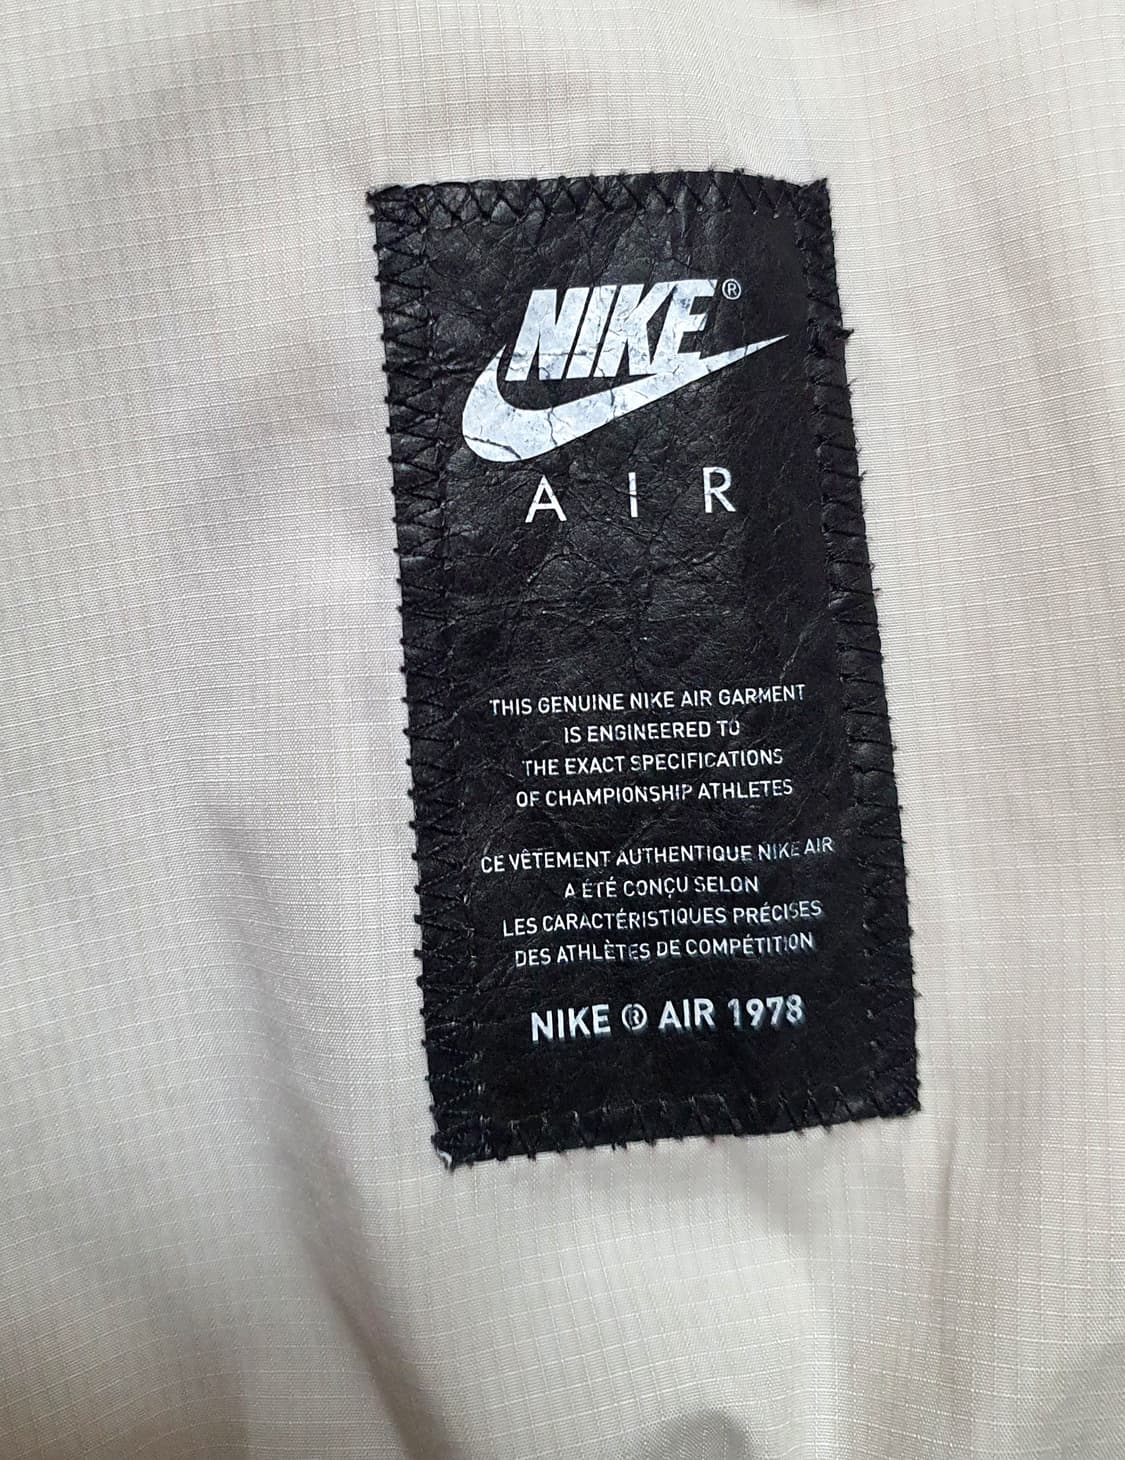 NIKE®
AIR
THIS GENUINE NIKE AIR GARMENT
IS ENGINEERED TO
THE EXACT SPECIFICATIONS
OF CHAMPIONSHIP ATHLETES
CE VÊTEMENT AUTHENTIQUE NIKE AIR
A ÉTÉ CONÇU SELON
LES CARACTÉRISTIQUES PRÉCISES
DES ATHLÈTES DE COMPÉTITION
NIKE ® AIR 1978